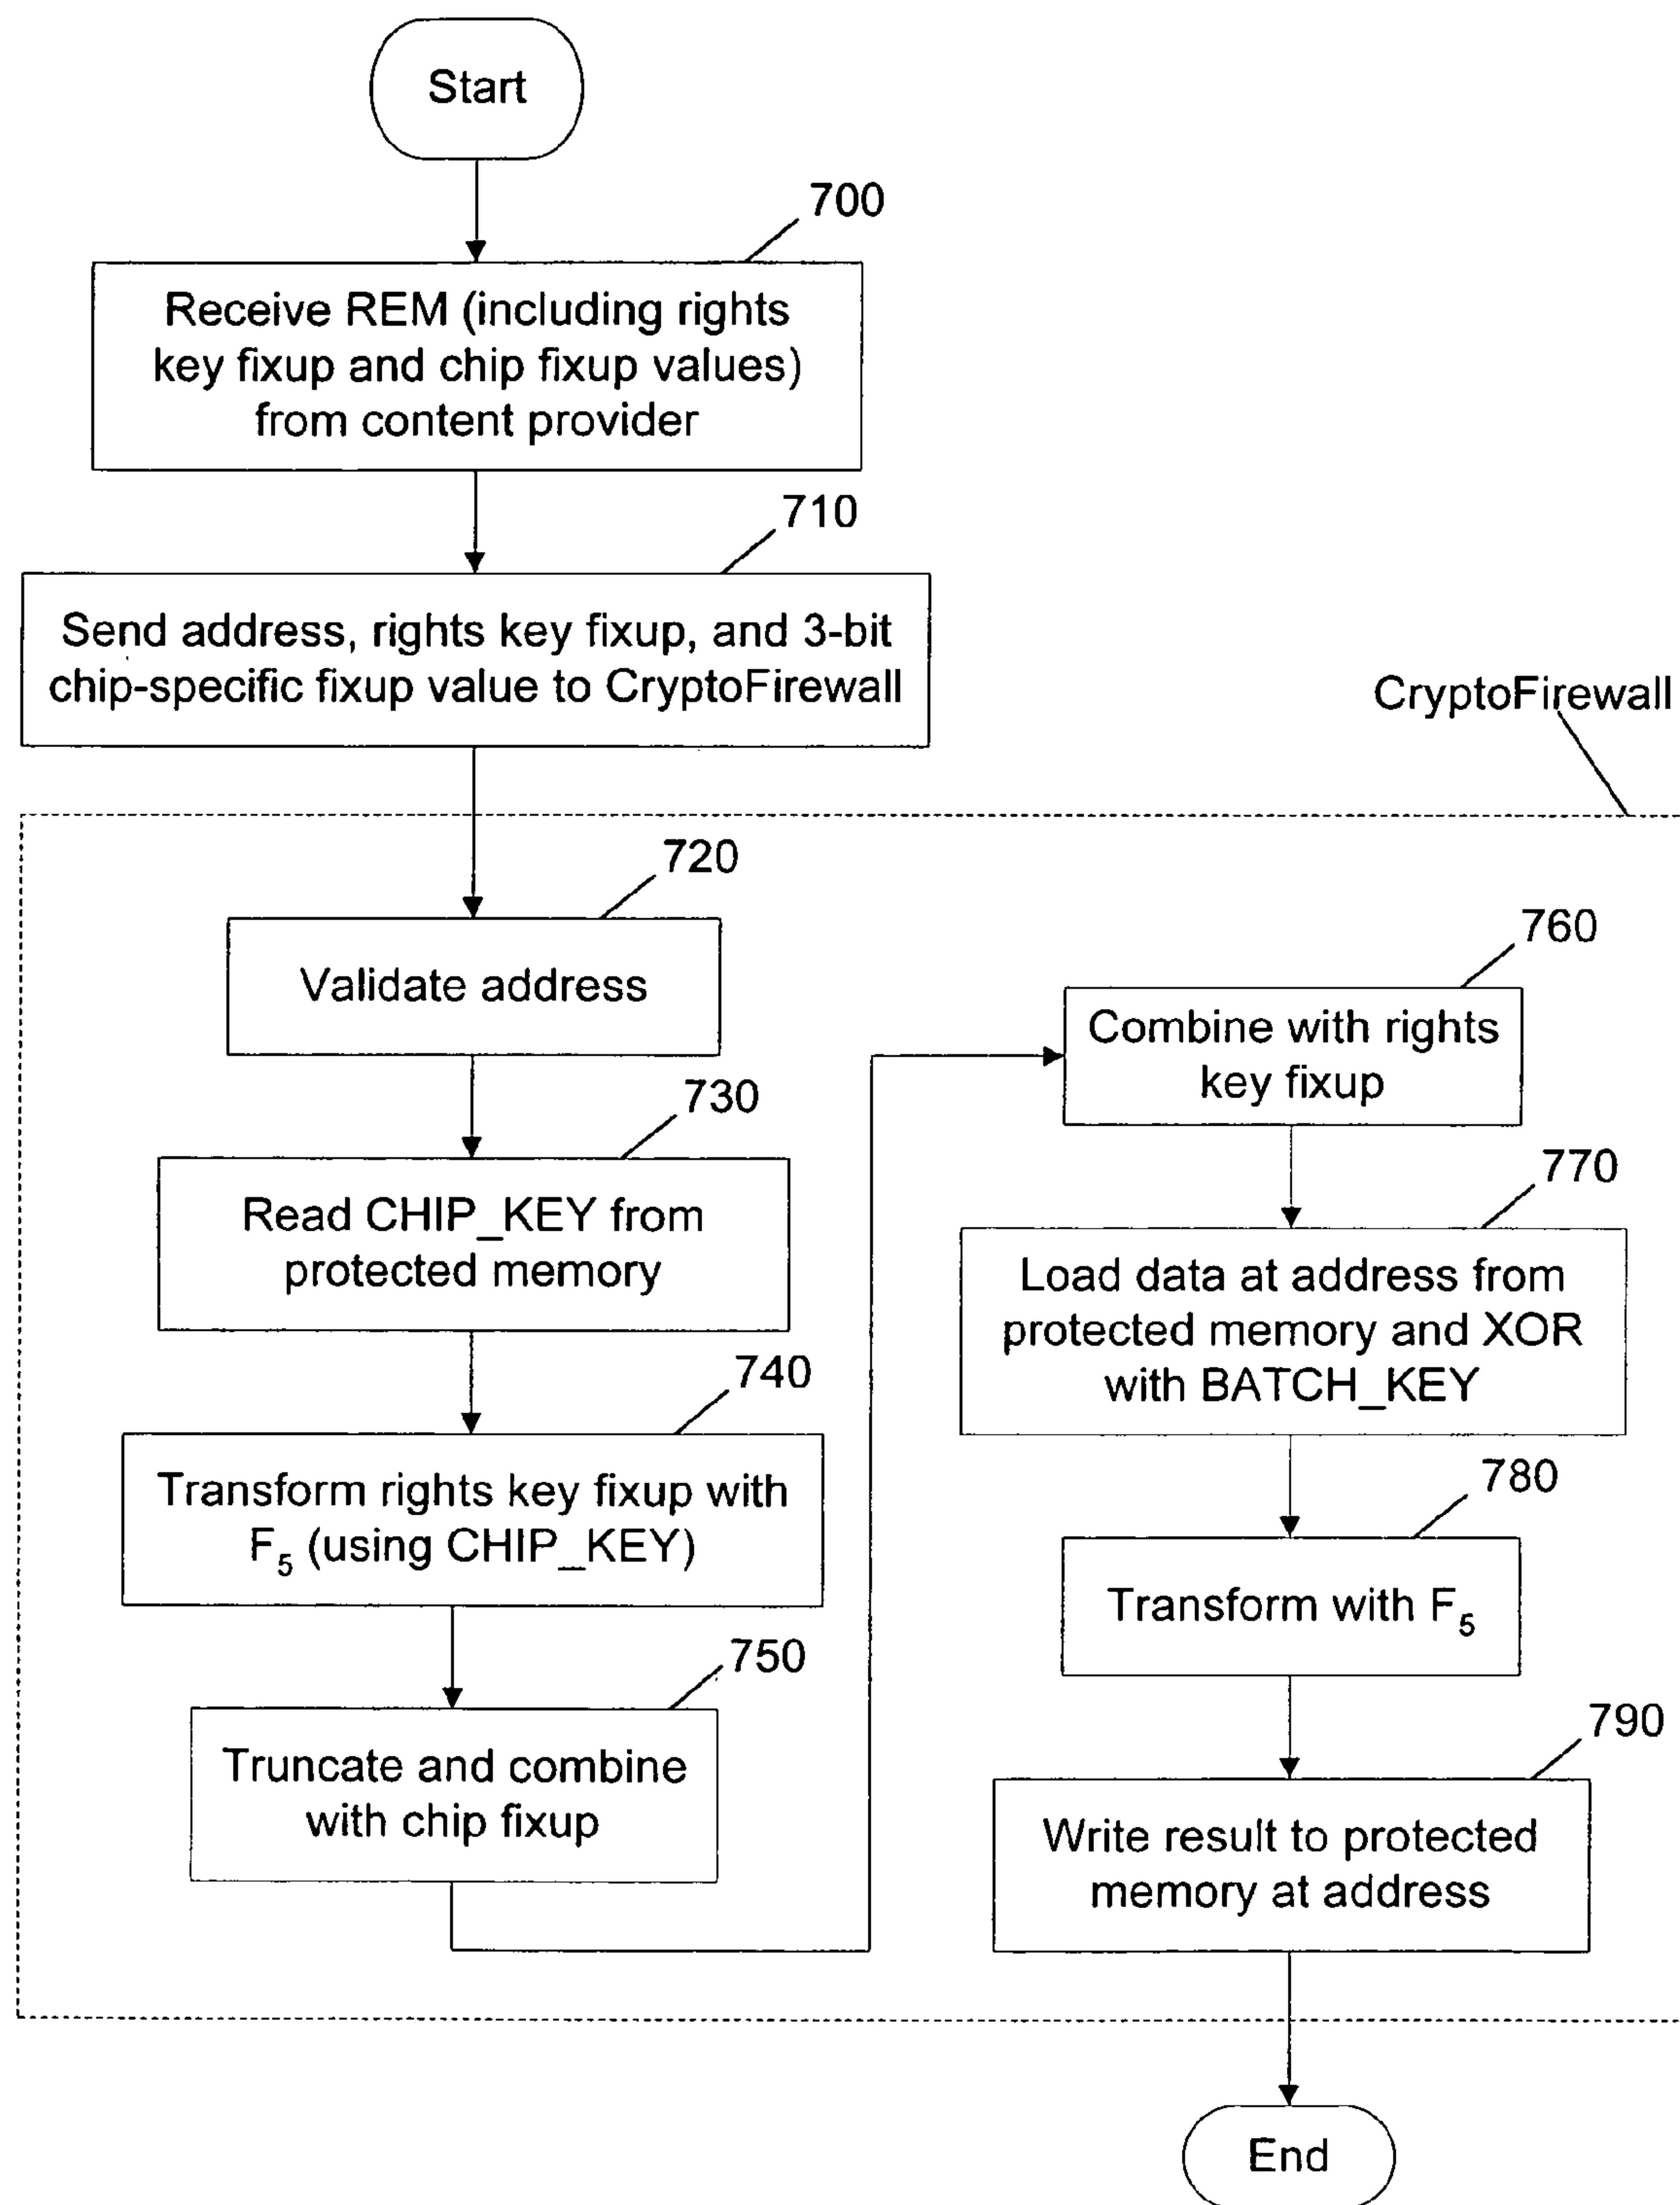 Start
700
Receive REM (including rights
key fixup and chip fixup values)
from content provider
710
Send address, rights key fixup, and 3-bit
chip-specific fixup value to CryptoFirewall
CryptoFirewall
720
Validate address
730
Read CHIP_KEY from
protected memory
740
Transform rights key fixup with
F5 (using CHIP_KEY)
750
Truncate and combine
with chip fixup
760
Combine with rights
key fixup
770
Load data at address from
protected memory and XOR
with BATCH_KEY
780
Transform with F5
790
Write result to protected
memory at address
End